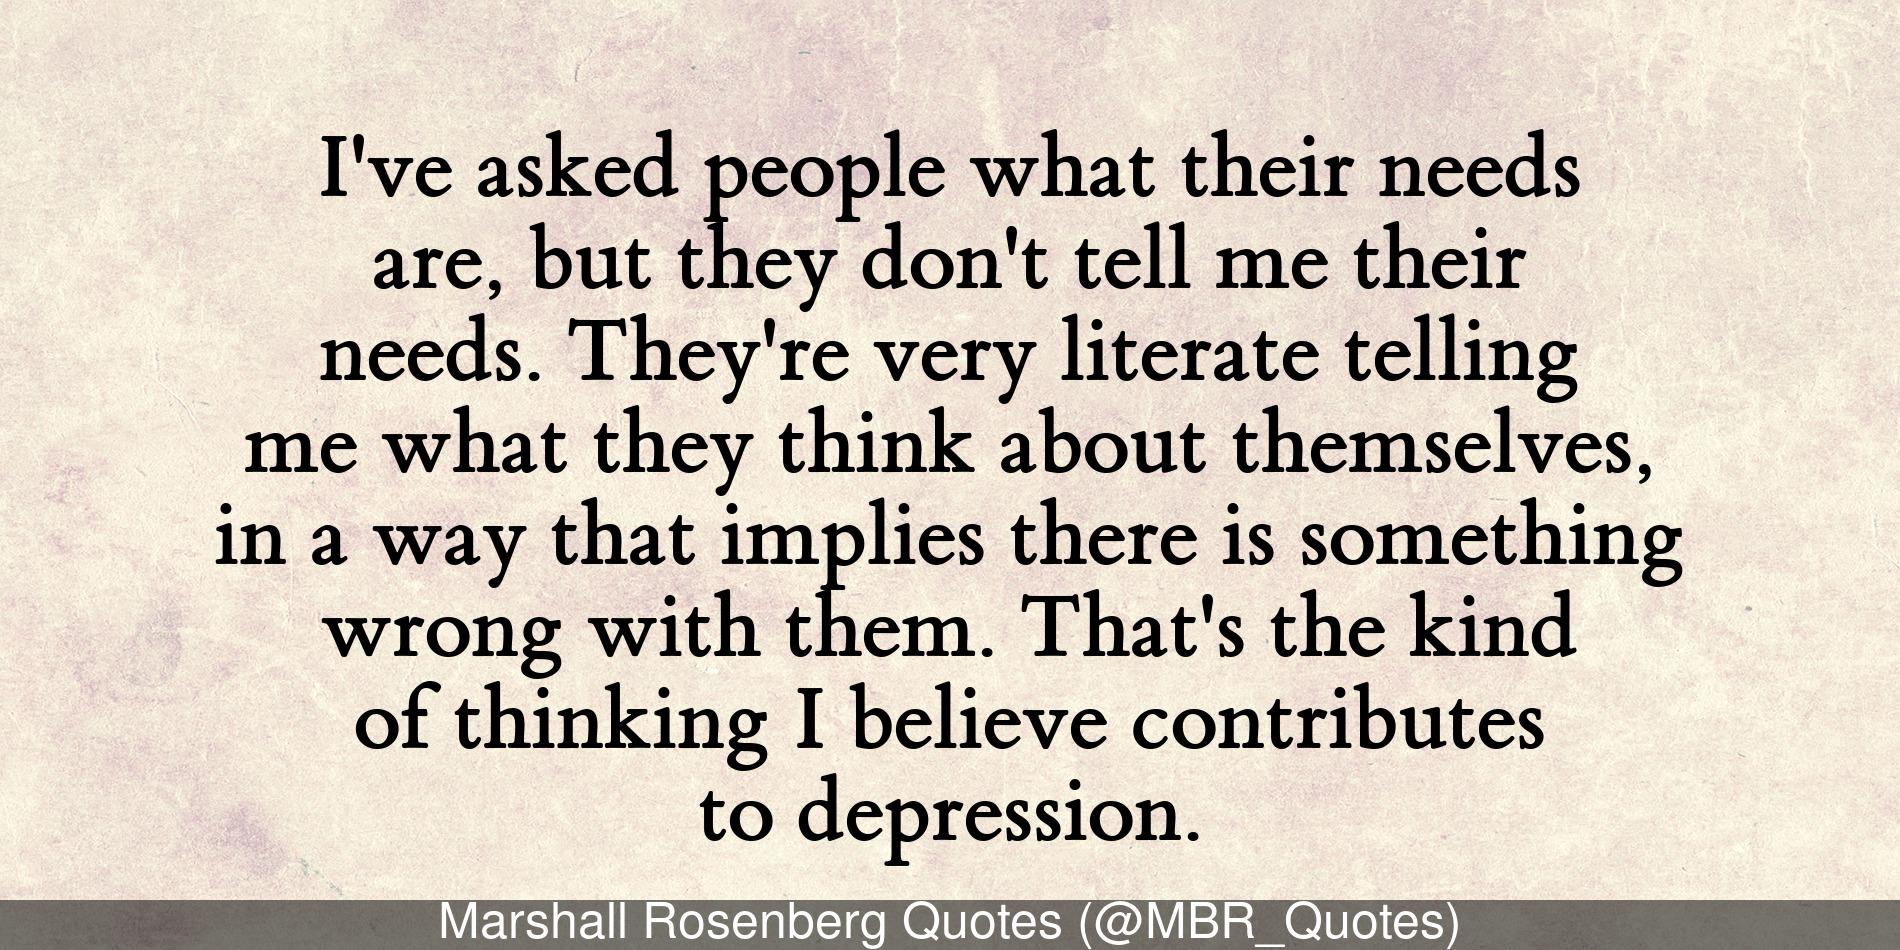 I've asked people what their needs
are, but they don't tell me their
needs. They're very literate telling
me what they think about themselves,
in a way that implies there is something
wrong with them. That's the kind
of thinking I believe contributes
to depression.
Marshall Rosenberg Quotes (@MBR_Quotes)